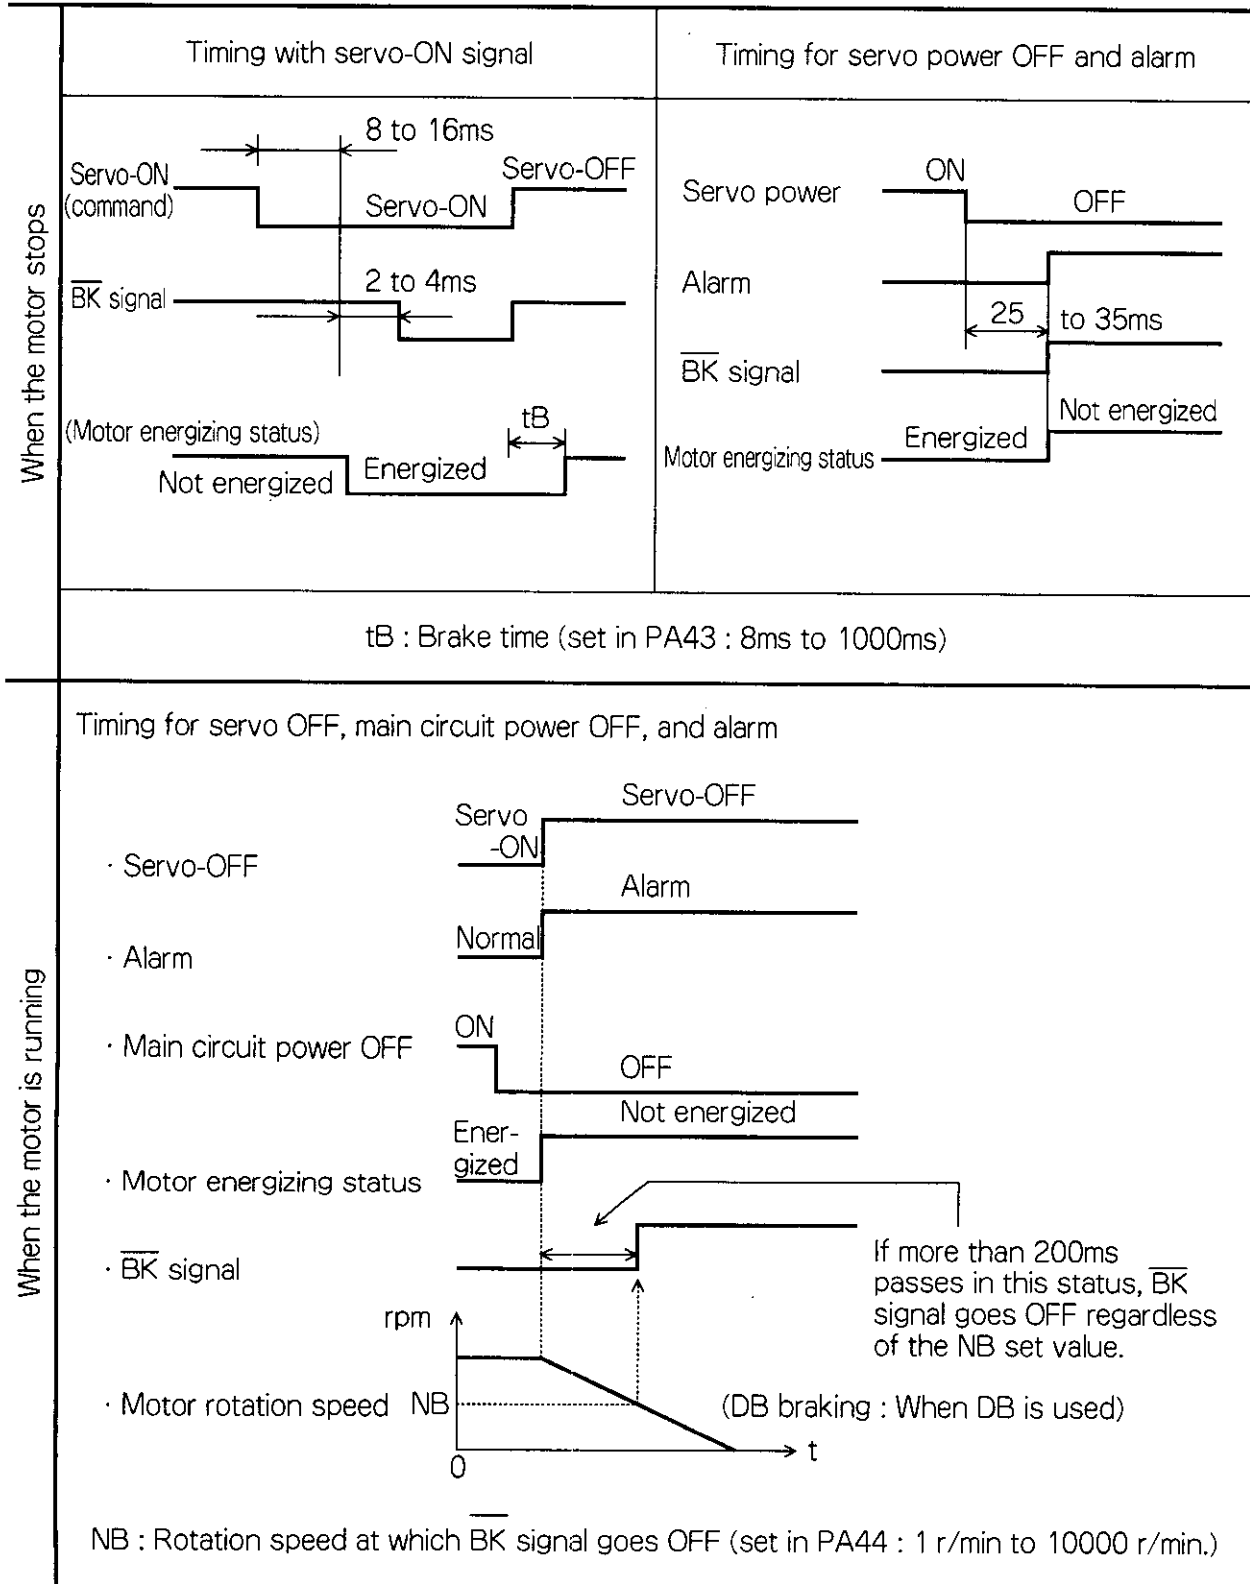 Timing with servo-ON signal
Timing for servo power OFF and alarm
When the motor stops
8 to 16ms
Servo-ON
(command)
Servo-ON
Servo-OFF
B̅K̅ signal
2 to 4ms
(Motor energizing status)
tB
Not energized
Energized
Servo power
ON
OFF
Alarm
25 to 35ms
B̅K̅ signal
Motor energizing status
Energized
Not energized
tB : Brake time (set in PA43 : 8ms to 1000ms)
When the motor is running
Timing for servo OFF, main circuit power OFF, and alarm
· Servo-OFF
Servo
-ON
Servo-OFF
· Alarm
Normal
Alarm
· Main circuit power OFF
ON
OFF
· Motor energizing status
Ener-
gized
Not energized
· B̅K̅ signal
If more than 200ms
passes in this status, B̅K̅
signal goes OFF regardless
of the NB set value.
rpm
· Motor rotation speed
NB
(DB braking : When DB is used)
t
0
NB : Rotation speed at which B̅K̅ signal goes OFF (set in PA44 : 1 r/min to 10000 r/min.)